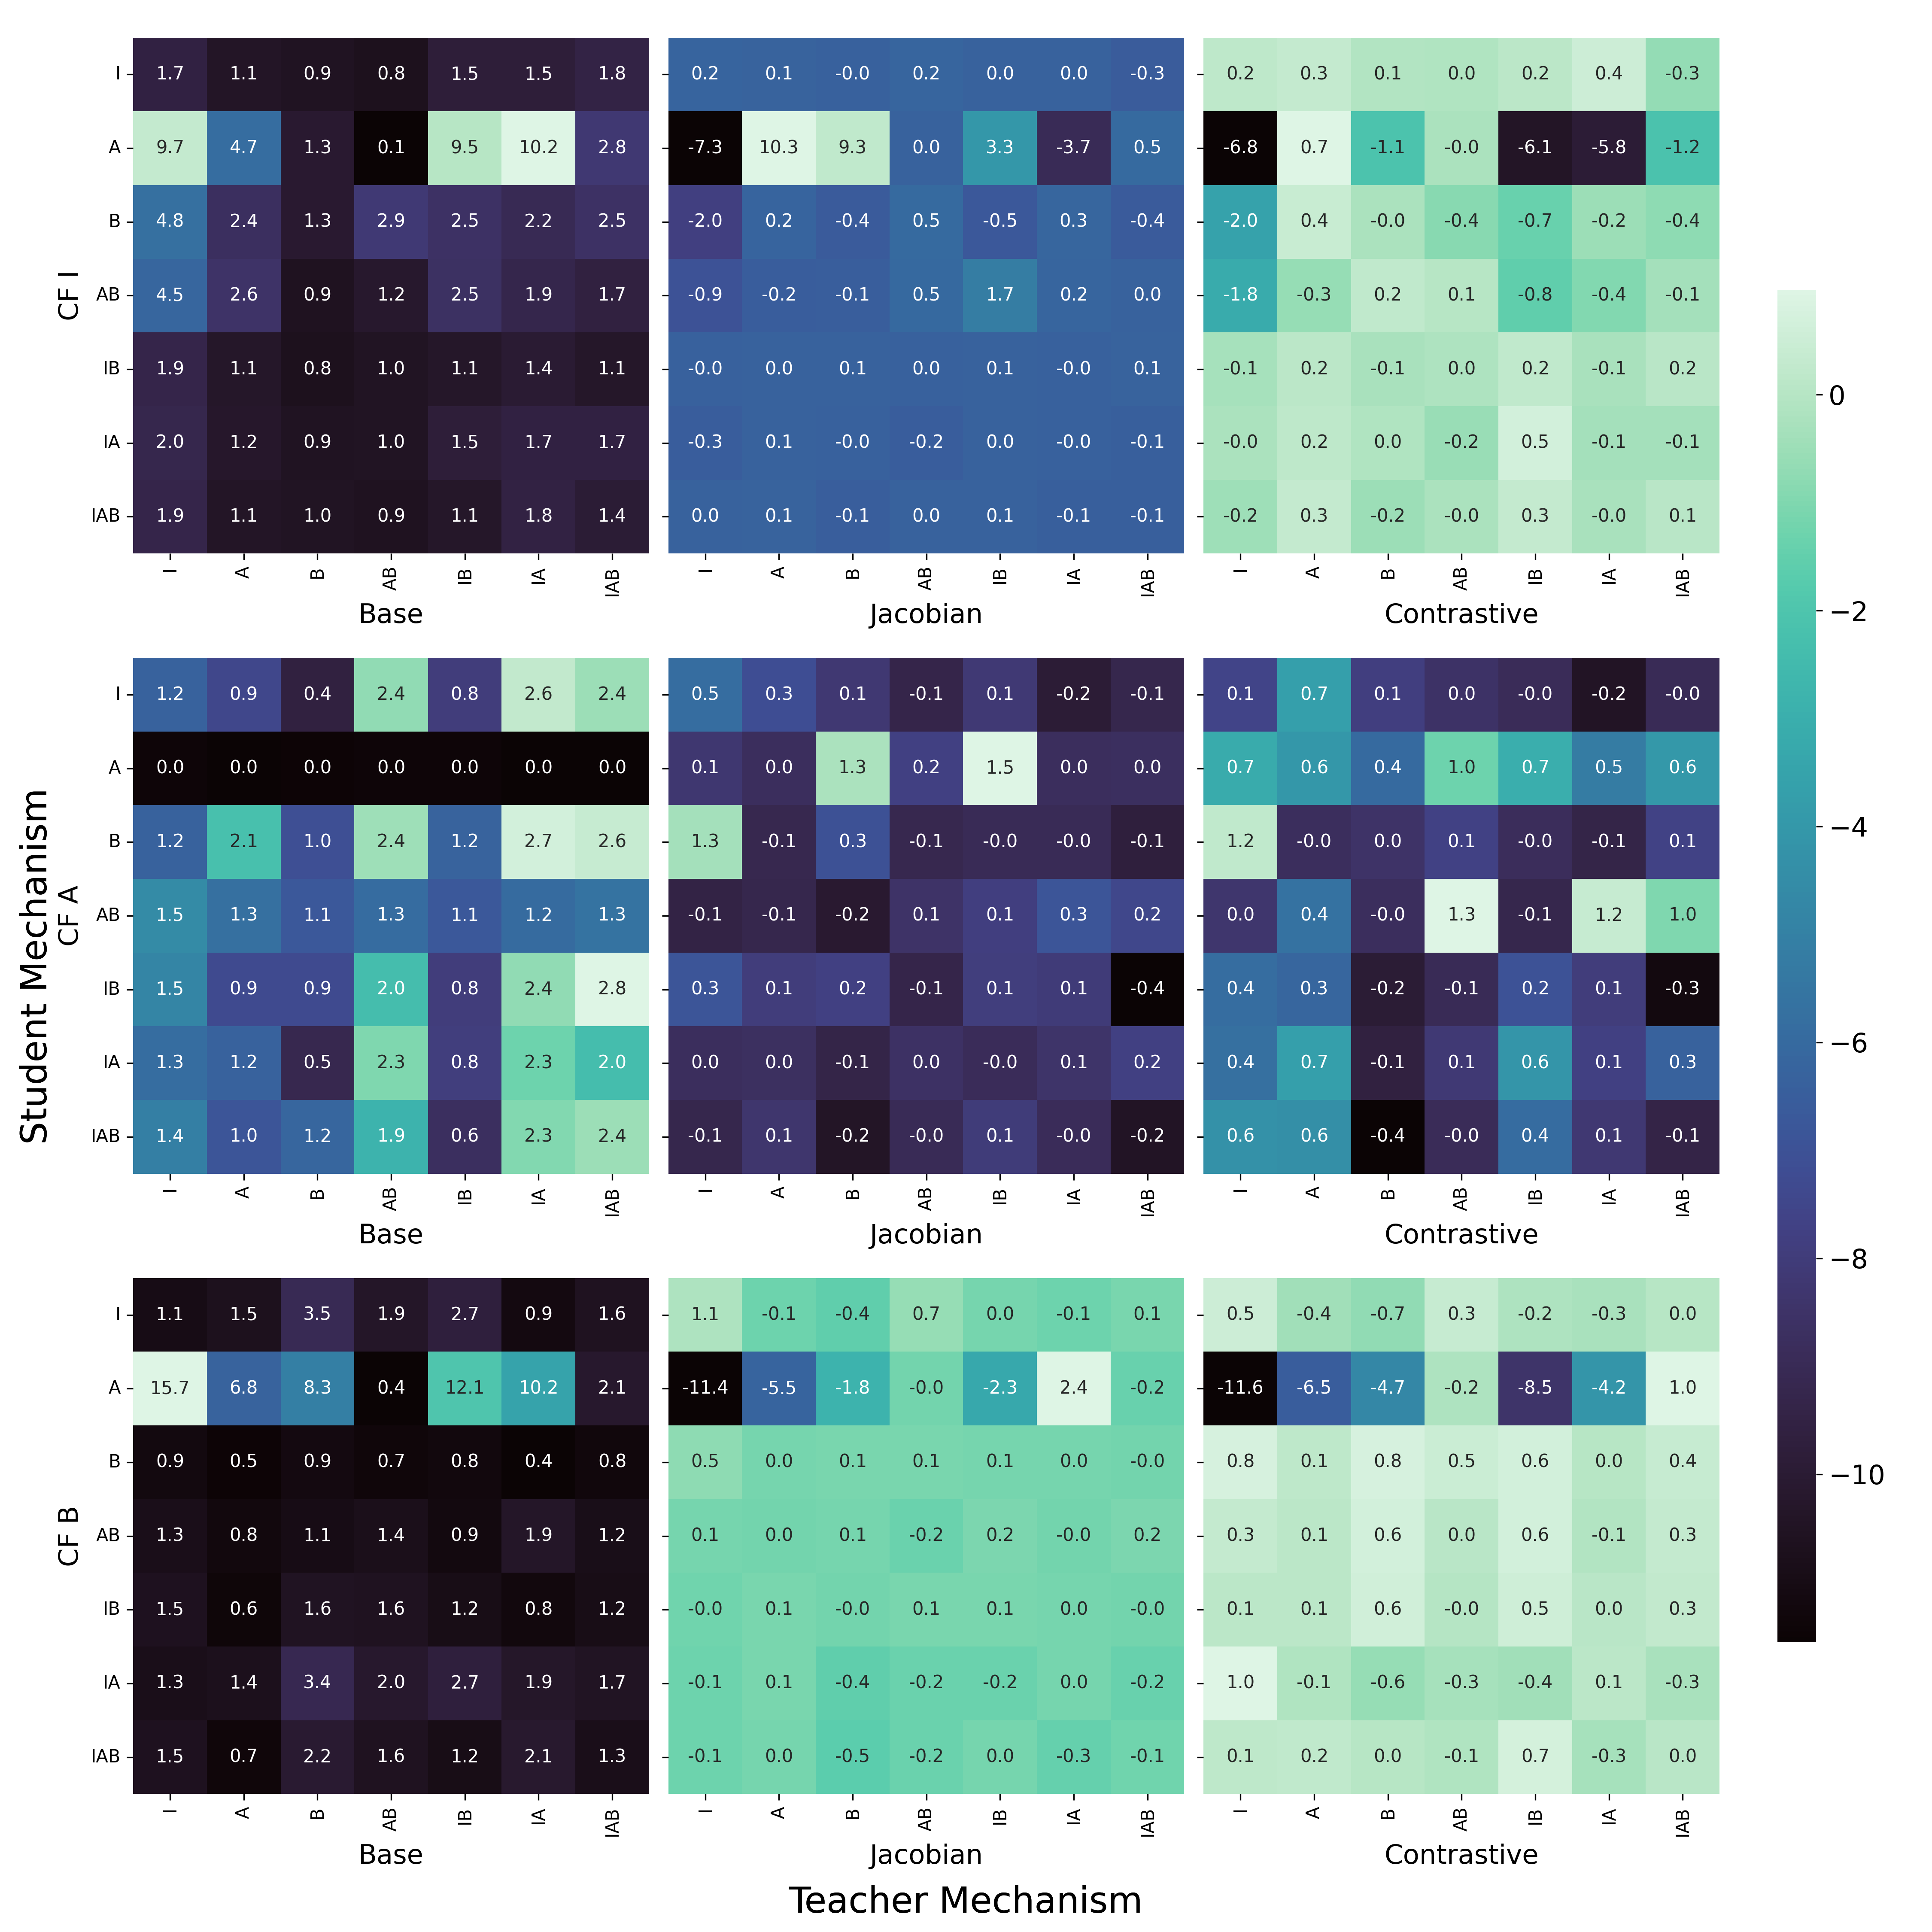 I 1.7 1.1 0.9 0.8 1.5 1.5 1.8 0.2 0.1 -0.0 0.2 0.0 0.0 -0.3 0.2 0.3 0.1 0.0 0.2 0.4 -0.3
A 9.7 4.7 1.3 0.1 9.5 10.2 2.8 -7.3 10.3 9.3 0.0 3.3 -3.7 0.5 -6.8 0.7 -1.1 -0.0 -6.1 -5.8 -1.2
B 4.8 2.4 1.3 2.9 2.5 2.2 2.5 -2.0 0.2 -0.4 0.5 -0.5 0.3 -0.4 -2.0 0.4 -0.0 -0.4 -0.7 -0.2 -0.4
CF I
AB 4.5 2.6 0.9 1.2 2.5 1.9 1.7 -0.9 -0.2 -0.1 0.5 1.7 0.2 0.0 -1.8 -0.3 0.2 0.1 -0.8 -0.4 -0.1
IB 1.9 1.1 0.8 1.0 1.1 1.4 1.1 -0.0 0.0 0.1 0.0 0.1 -0.0 0.1 -0.1 0.2 -0.1 0.0 0.2 -0.1 0.2
IA 2.0 1.2 0.9 1.0 1.5 1.7 1.7 -0.3 0.1 -0.0 -0.2 0.0 -0.0 -0.1 -0.0 0.2 0.0 -0.2 0.5 -0.1 -0.1
IAB 1.9 1.1 1.0 0.9 1.1 1.8 1.4 0.0 0.1 -0.1 0.0 0.1 -0.1 -0.1 -0.2 0.3 -0.2 -0.0 0.3 -0.0 0.1
I A B AB IB IA IAB I A B AB IB IA IAB I A B AB IB IA IAB
Base Jacobian Contrastive
Student Mechanism
I 1.2 0.9 0.4 2.4 0.8 2.6 2.4 0.5 0.3 0.1 -0.1 0.1 -0.2 -0.1 0.1 0.7 0.1 0.0 -0.0 -0.2 -0.0
A 0.0 0.0 0.0 0.0 0.0 0.0 0.0 0.1 0.0 1.3 0.2 1.5 0.0 0.0 0.7 0.6 0.4 1.0 0.7 0.5 0.6
B 1.2 2.1 1.0 2.4 1.2 2.7 2.6 1.3 -0.1 0.3 -0.1 -0.0 -0.0 -0.1 1.2 -0.0 0.0 0.1 -0.0 -0.1 0.1
CF A
AB 1.5 1.3 1.1 1.3 1.1 1.2 1.3 -0.1 -0.1 -0.2 0.1 0.1 0.3 0.2 0.0 0.4 -0.0 1.3 -0.1 1.2 1.0
IB 1.5 0.9 0.9 2.0 0.8 2.4 2.8 0.3 0.1 0.2 -0.1 0.1 0.1 -0.4 0.4 0.3 -0.2 -0.1 0.2 0.1 -0.3
IA 1.3 1.2 0.5 2.3 0.8 2.3 2.0 0.0 0.0 -0.1 0.0 -0.0 0.1 0.2 0.4 0.7 -0.1 0.1 0.6 0.1 0.3
IAB 1.4 1.0 1.2 1.9 0.6 2.3 2.4 -0.1 0.1 -0.2 -0.0 0.1 -0.0 -0.2 0.6 0.6 -0.4 -0.0 0.4 0.1 -0.1
I A B AB IB IA IAB I A B AB IB IA IAB I A B AB IB IA IAB
Base Jacobian Contrastive
I 1.1 1.5 3.5 1.9 2.7 0.9 1.6 1.1 -0.1 -0.4 0.7 0.0 -0.1 0.1 0.5 -0.4 -0.7 0.3 -0.2 -0.3 0.0
A 15.7 6.8 8.3 0.4 12.1 10.2 2.1 -11.4 -5.5 -1.8 -0.0 -2.3 2.4 -0.2 -11.6 -6.5 -4.7 -0.2 -8.5 -4.2 1.0
B 0.9 0.5 0.9 0.7 0.8 0.4 0.8 0.5 0.0 0.1 0.1 0.1 0.0 -0.0 0.8 0.1 0.8 0.5 0.6 0.0 0.4
CF B
AB 1.3 0.8 1.1 1.4 0.9 1.9 1.2 0.1 0.0 0.1 -0.2 0.2 -0.0 0.2 0.3 0.1 0.6 0.0 0.6 -0.1 0.3
IB 1.5 0.6 1.6 1.6 1.2 0.8 1.2 -0.0 0.1 -0.0 0.1 0.1 0.0 -0.0 0.1 0.1 0.6 -0.0 0.5 0.0 0.3
IA 1.3 1.4 3.4 2.0 2.7 1.9 1.7 -0.1 0.1 -0.4 -0.2 -0.2 0.0 -0.2 1.0 -0.1 -0.6 -0.3 -0.4 0.1 -0.3
IAB 1.5 0.7 2.2 1.6 1.2 2.1 1.3 -0.1 0.0 -0.5 -0.2 0.0 -0.3 -0.1 0.1 0.2 0.0 -0.1 0.7 -0.3 0.0
I A B AB IB IA IAB I A B AB IB IA IAB I A B AB IB IA IAB
Base Jacobian Contrastive
Teacher Mechanism
0
−2
−4
−6
−8
−10